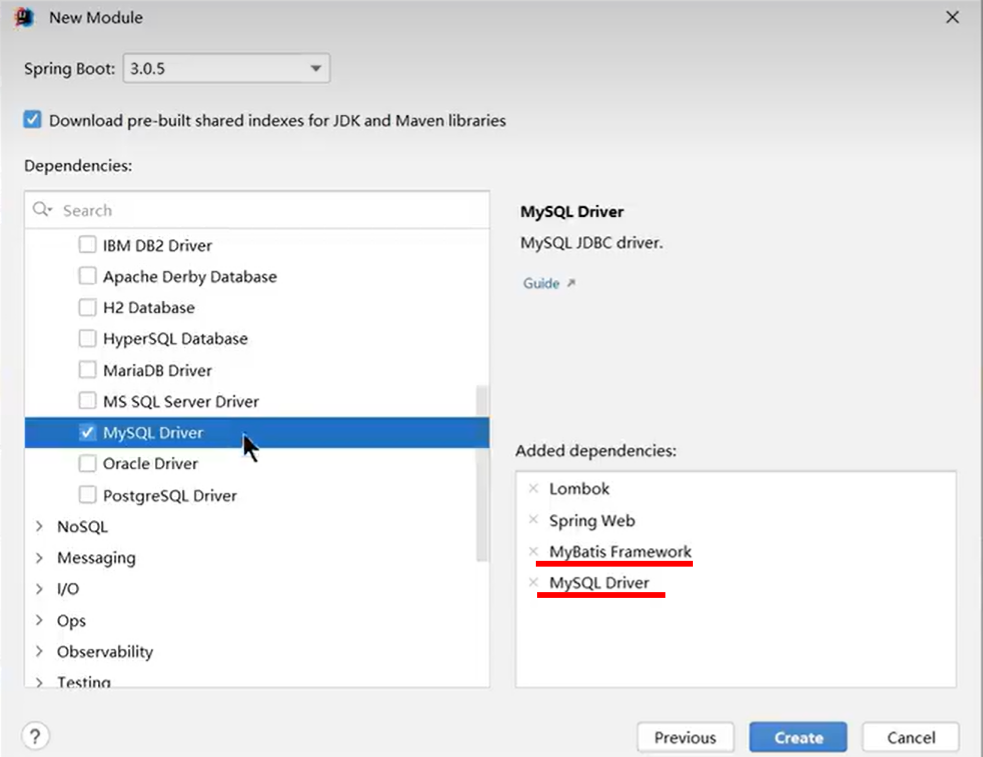 New Module
Spring Boot: 3.0.5
Download pre-built shared indexes for JDK and Maven libraries
Dependencies:
Search
IBM DB2 Driver
Apache Derby Database
H2 Database
HyperSQL Database
MariaDB Driver
MS SQL Server Driver
MySQL Driver
Oracle Driver
PostgreSQL Driver
NoSQL
Messaging
I/O
Ops
Observability
Testing
MySQL Driver
MySQL JDBC driver.
Guide
Added dependencies:
Lombok
Spring Web
MyBatis Framework
MySQL Driver
?
Previous
Create
Cancel